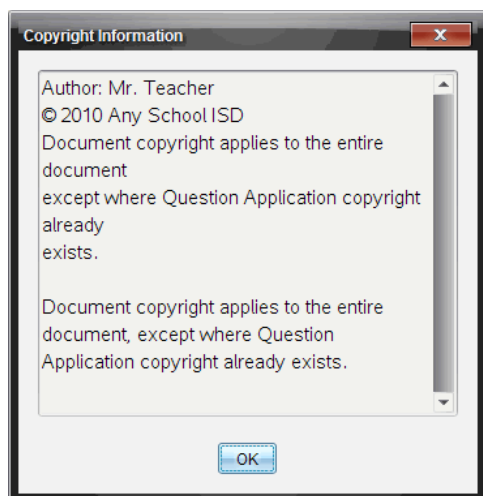 Copyright Information
Author: Mr. Teacher
© 2010 Any School ISD
Document copyright applies to the entire
document
except where Question Application copyright
already
exists.
Document copyright applies to the entire
document, except where Question
Application copyright already exists.
OK